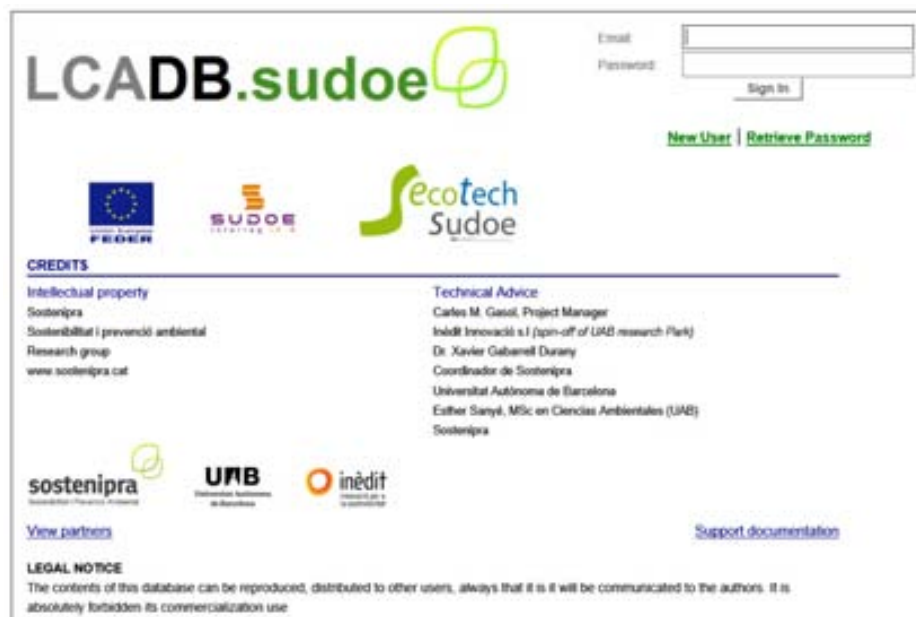 LCADB.sudoe
Email:
Password:
Sign In
New User | Retrieve Password
FEDER
SUDOE
ecotech
Sudoe
CREDITS
Intellectual property
Sostenipra
Sostenibilitat i prevenció ambiental
Research group
www.sostenipra.cat
Technical Advice
Carles M. Gasol, Project Manager
Inèdit Innovació s.l (spin-off of UAB research Park)
Dr. Xavier Gabarrell Durany
Coordinador de Sostenipra
Universitat Autònoma de Barcelona
Esther Sanyé, MSc en Ciencias Ambientales (UAB)
Sostenipra
sostenipra
UAB
Universitat Autònoma
de Barcelona
inèdit
View partners
Support documentation
LEGAL NOTICE
The contents of this database can be reproduced, distributed to other users, always that it is it will be communicated to the authors. It is
absolutely forbidden its commercialization use